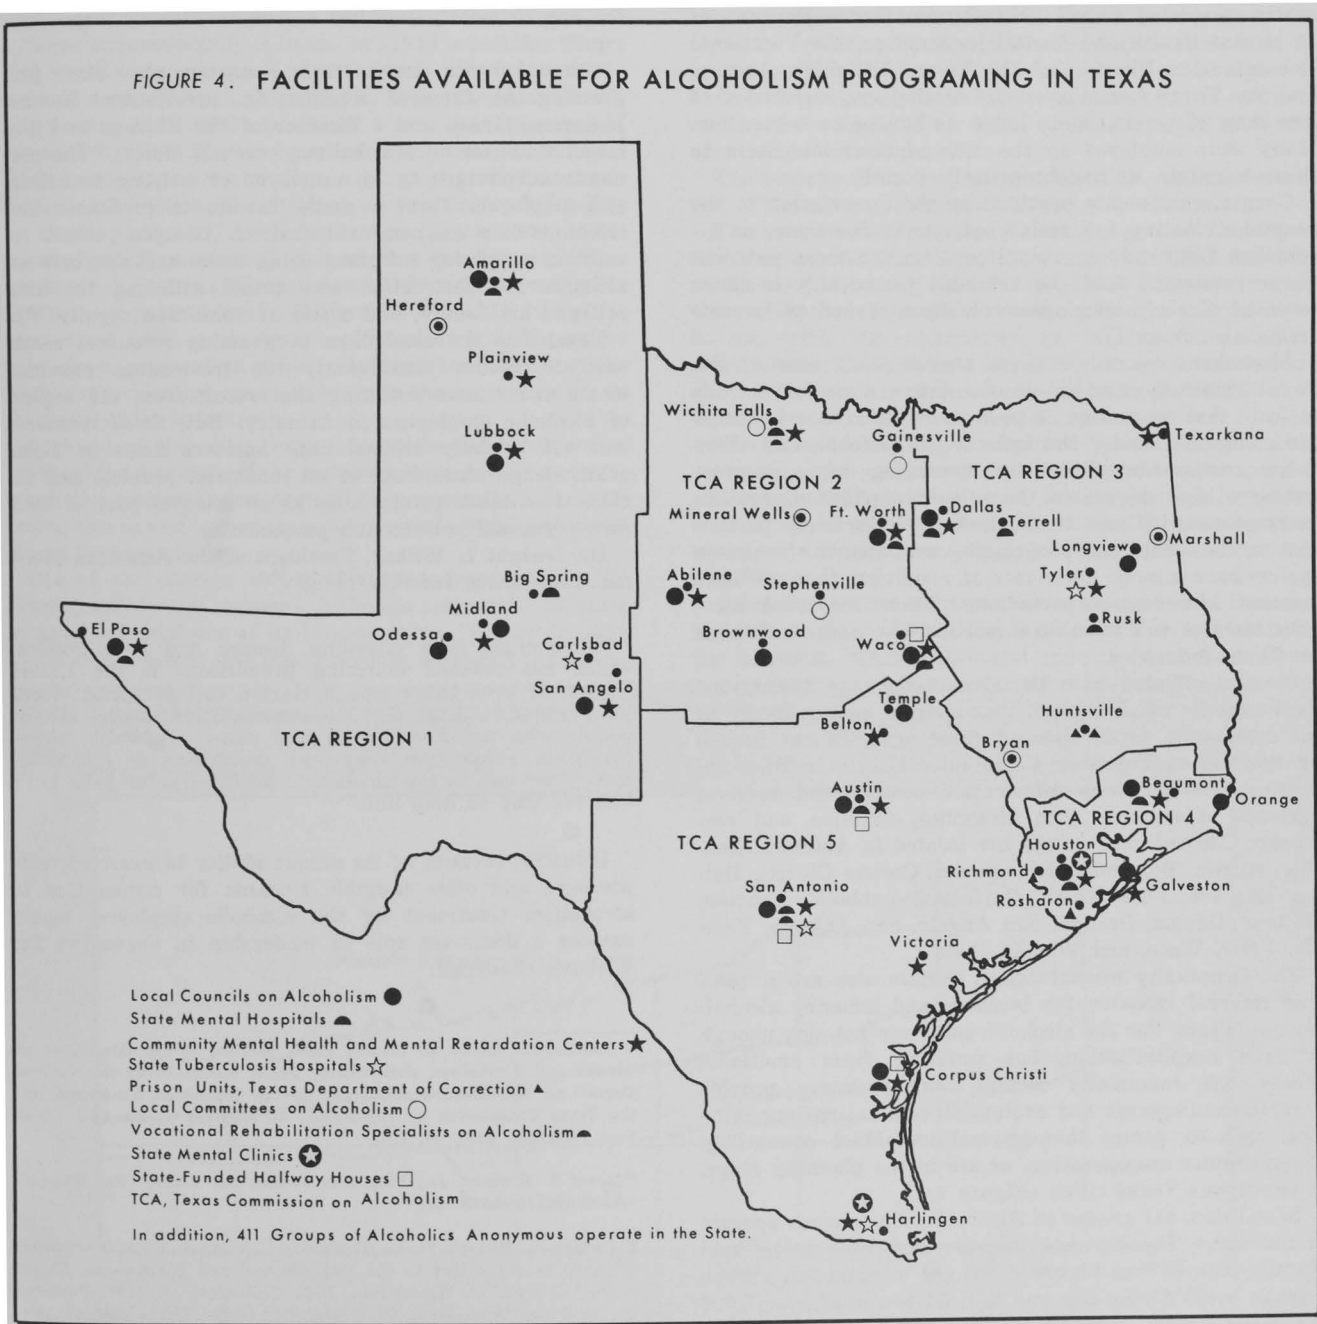 FIGURE 4. FACILITIES AVAILABLE FOR ALCOHOLISM PROGRAMING IN TEXAS
Amarillo
Hereford
Plainview
Lubbock
Wichita Falls
Gainesville
Texarkana
TCA REGION 3
TCA REGION 2
Mineral Wells
Ft. Worth
Dallas
Terrell
Marshall
Longview
Tyler
Big Spring
Abilene
Stephenville
Midland
Rusk
El Paso
Odessa
Carlsbad
Brownwood
Waco
San Angelo
Temple
Huntsville
Belton
TCA REGION 1
Bryan
Austin
Beaumont
Orange
TCA REGION 4
TCA REGION 5
Houston
Richmond
Galveston
San Antonio
Rosharon
Victoria
Corpus Christi
Harlingen
Local Councils on Alcoholism
State Mental Hospitals
Community Mental Health and Mental Retardation Centers
State Tuberculosis Hospitals
Prison Units, Texas Department of Correction
Local Committees on Alcoholism
Vocational Rehabilitation Specialists on Alcoholism
State Mental Clinics
State-Funded Halfway Houses
TCA, Texas Commission on Alcoholism
In addition, 411 Groups of Alcoholics Anonymous operate in the State.